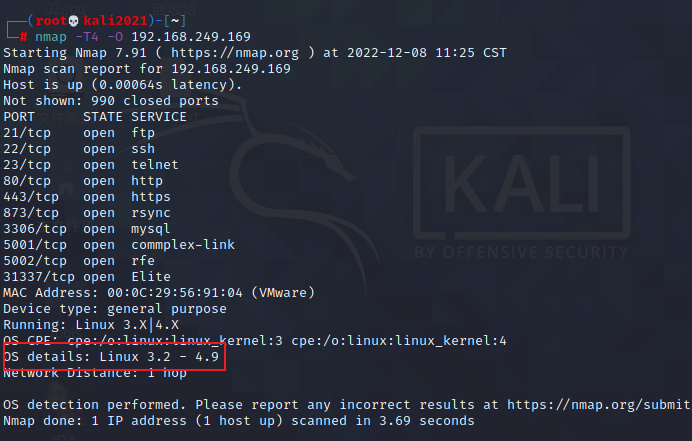 (root💀kali2021)-[~]
# nmap -T4 -O 192.168.249.169
Starting Nmap 7.91 ( https://nmap.org ) at 2022-12-08 11:25 CST
Nmap scan report for 192.168.249.169
Host is up (0.00064s latency).
Not shown: 990 closed ports
PORT      STATE SERVICE
21/tcp    open  ftp
22/tcp    open  ssh
23/tcp    open  telnet
80/tcp    open  http
443/tcp   open  https
873/tcp   open  rsync
3306/tcp  open  mysql
5001/tcp  open  commplex-link
5002/tcp  open  rfe
31337/tcp open  Elite
MAC Address: 00:0C:29:56:91:04 (VMware)
Device type: general purpose
Running: Linux 3.X|4.X
OS CPE: cpe:/o:linux:linux_kernel:3 cpe:/o:linux:linux_kernel:4
OS details: Linux 3.2 - 4.9
Network Distance: 1 hop
OS detection performed. Please report any incorrect results at https://nmap.org/submit
Nmap done: 1 IP address (1 host up) scanned in 3.69 seconds
KALI
BY OFFENSIVE SECURITY